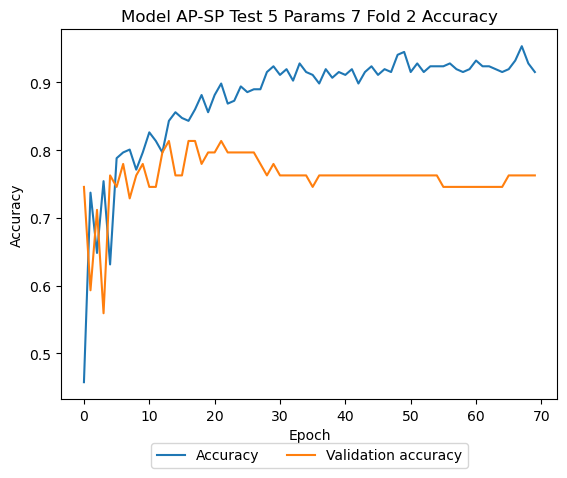 Model AP-SP Test 5 Params 7 Fold 2 Accuracy
Accuracy
0.9
0.8
0.7
0.6
0.5
0 10 20 30 40 50 60 70
Epoch
Accuracy Validation accuracy